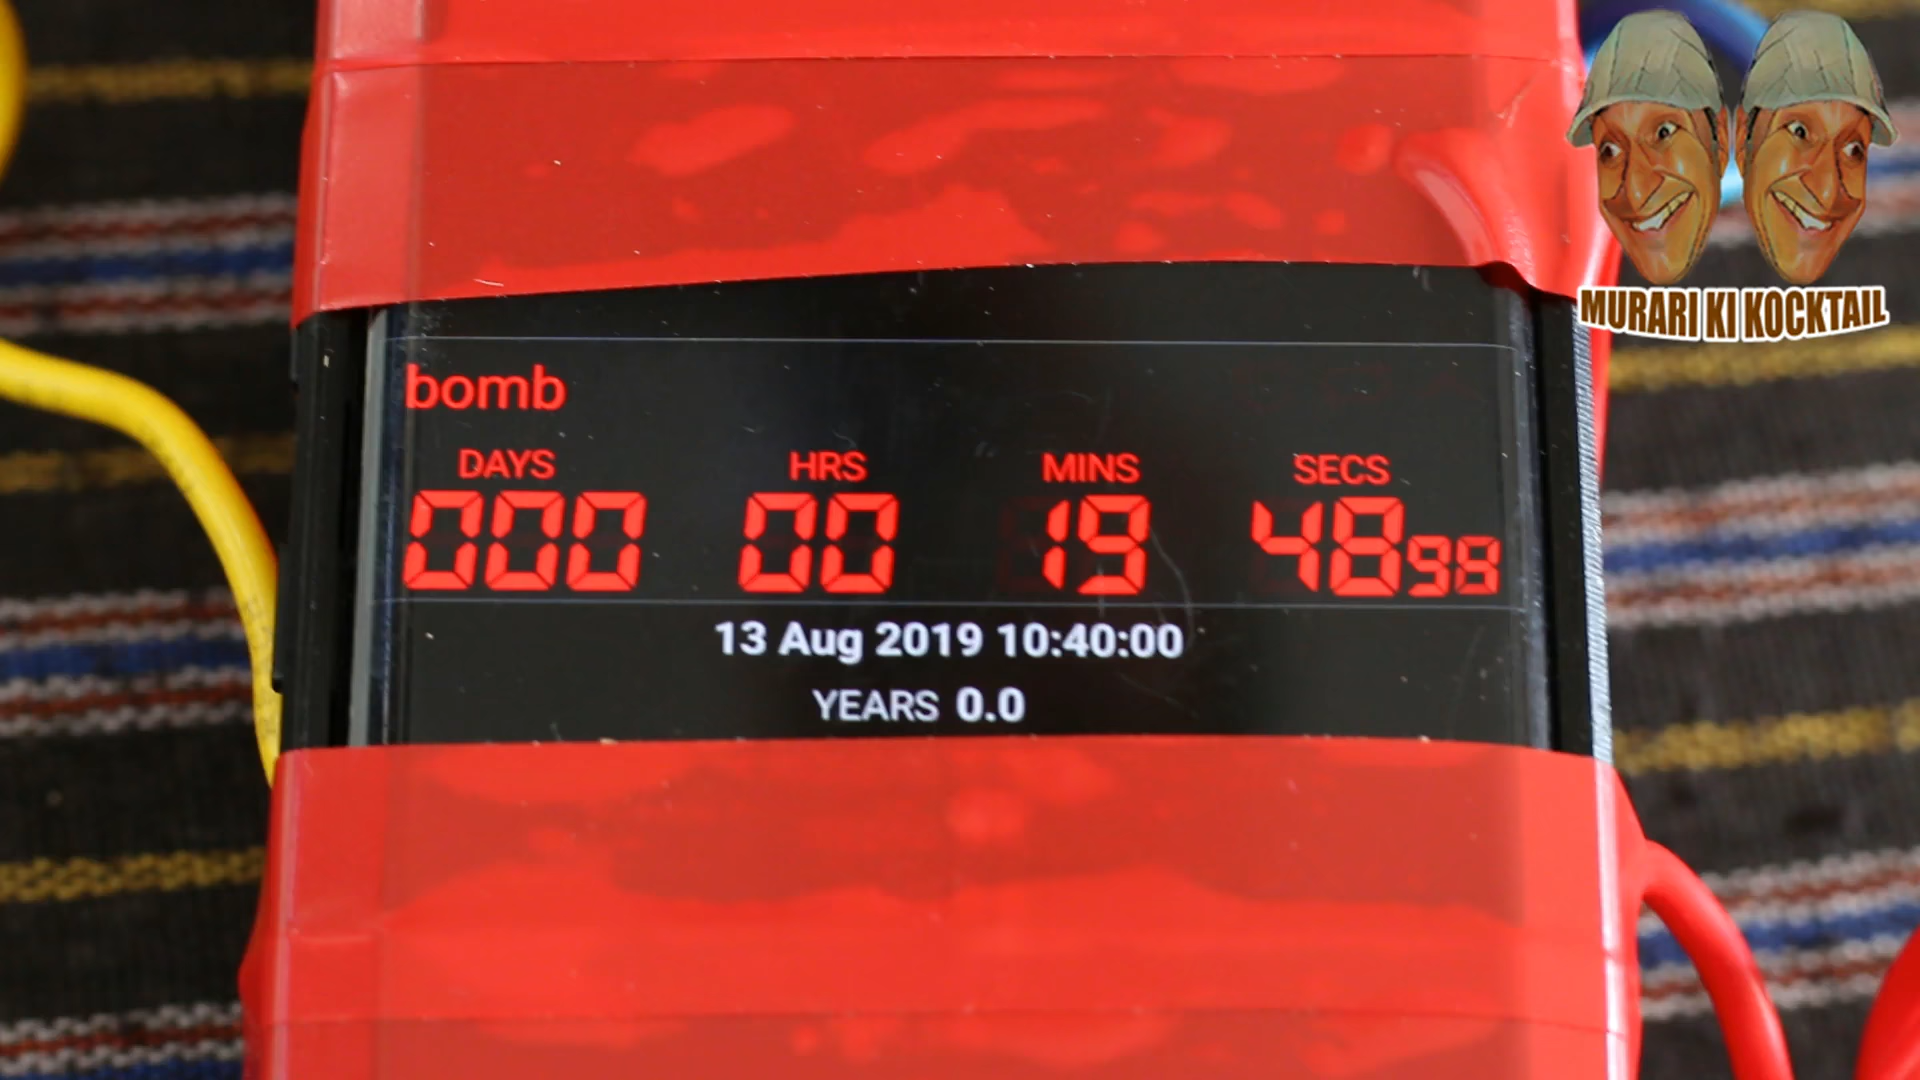 MURARI KI KOCKTAIL
bomb
DAYS HRS MINS SECS
000 00 19 48 98
13 Aug 2019 10:40:00
YEARS 0.0